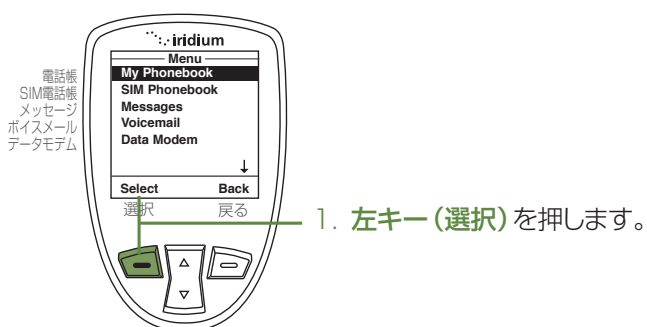 iridium
Menu
電話帳 My Phonebook
SIM電話帳 SIM Phonebook
メッセージ Messages
ボイスメール Voicemail
データモデム Data Modem
↓
Select Back
選択 戻る
1. 左キー(選択)を押します。